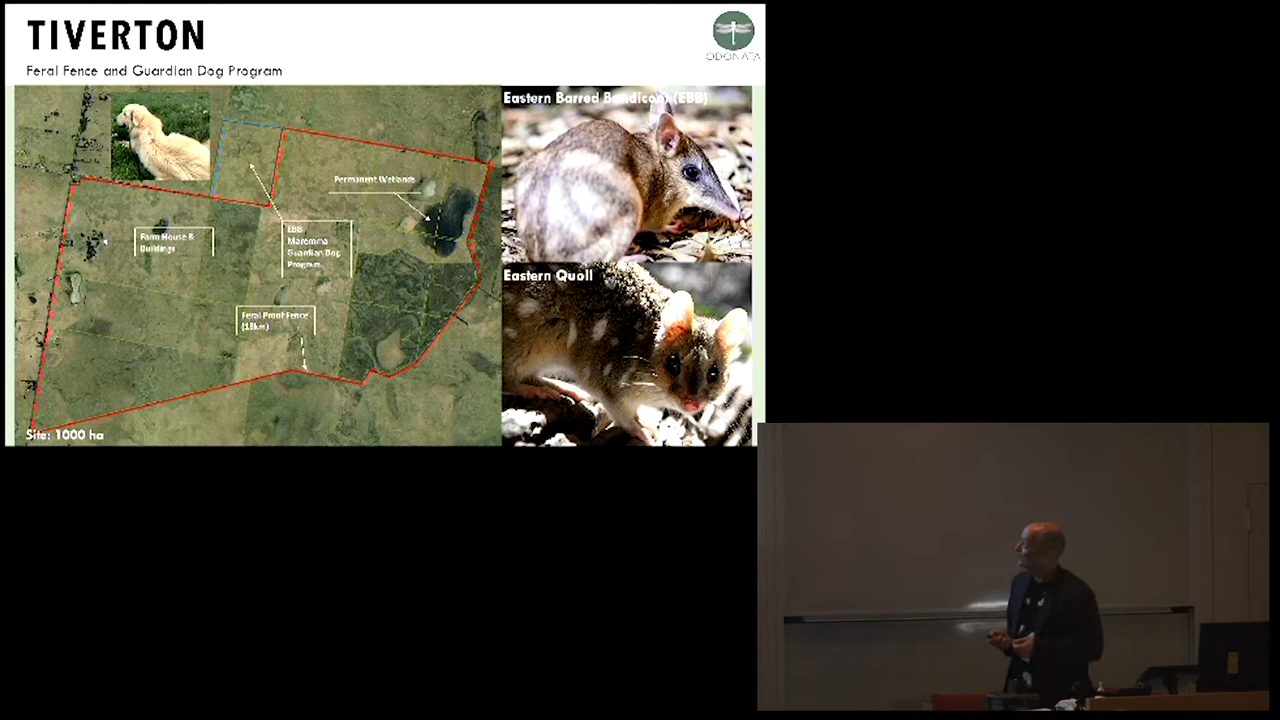 TIVERTON
Feral Fence and Guardian Dog Program
ODONATA
Eastern Barred Bandicoot (EBB)
Permanent Wetlands
Farm House &
Buildings
EBB
Maremma
Guardian Dog
Program
Feral Proof Fence
(18km)
Eastern Quoll
Site: 1000 ha